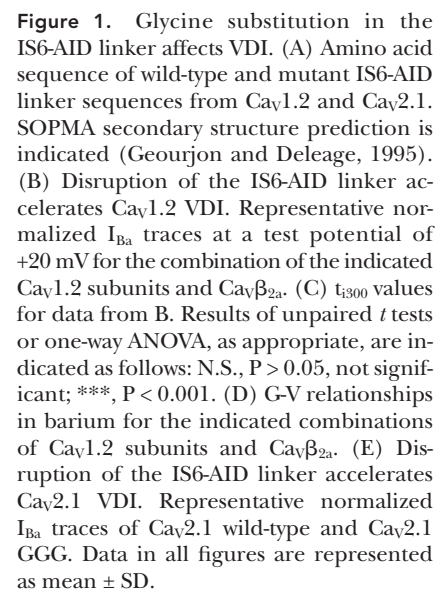 Figure 1. Glycine substitution in the
IS6-AID linker affects VDI. (A) Amino acid
sequence of wild-type and mutant IS6-AID
linker sequences from CaV1.2 and CaV2.1.
SOPMA secondary structure prediction is
indicated (Geourjon and Deleage, 1995).
(B) Disruption of the IS6-AID linker ac-
celerates CaV1.2 VDI. Representative nor-
malized IBa traces at a test potential of
+20 mV for the combination of the indicated
CaV1.2 subunits and CaVβ2a. (C) ti300 values
for data from B. Results of unpaired t tests
or one-way ANOVA, as appropriate, are in-
dicated as follows: N.S., P > 0.05, not signif-
icant; ***, P < 0.001. (D) G-V relationships
in barium for the indicated combinations
of CaV1.2 subunits and CaVβ2a. (E) Dis-
ruption of the IS6-AID linker accelerates
CaV2.1 VDI. Representative normalized
IBa traces of CaV2.1 wild-type and CaV2.1
GGG. Data in all figures are represented
as mean ± SD.